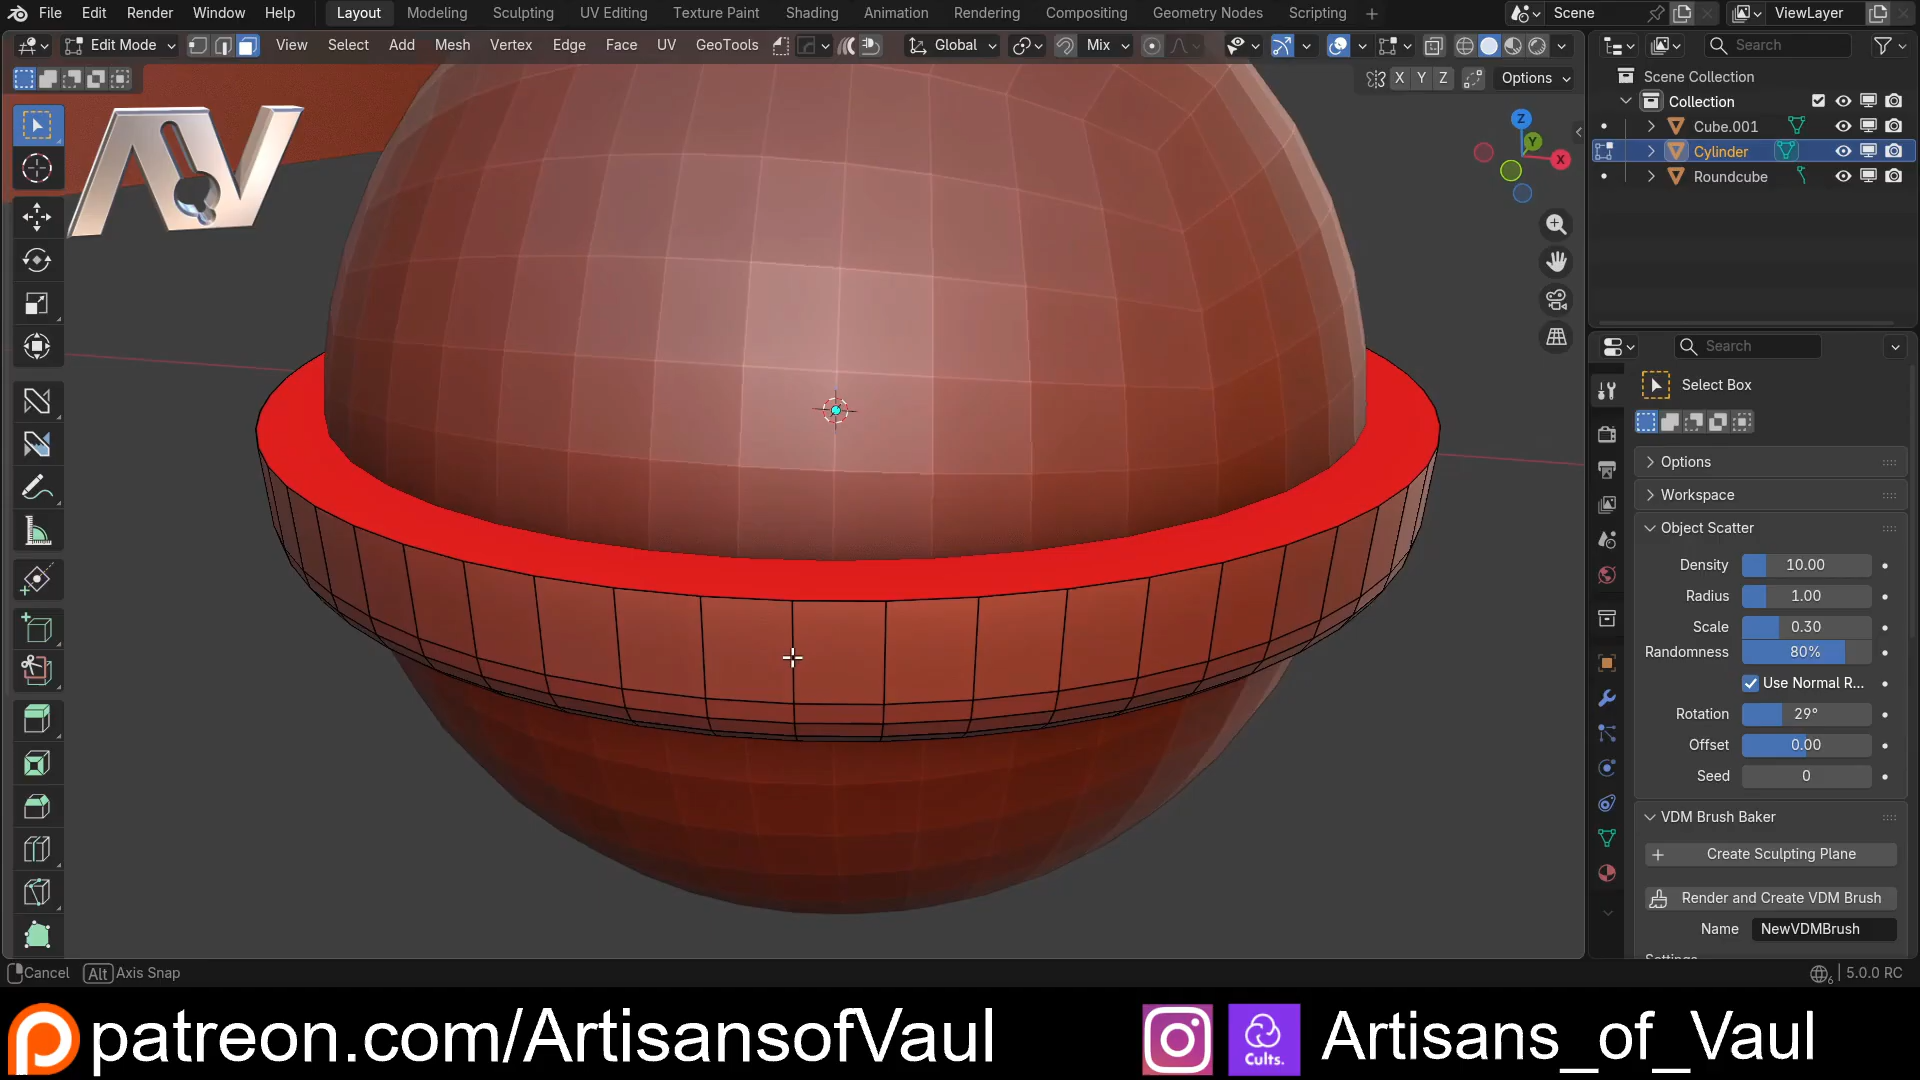 File Edit Render Window Help Layout Modeling Sculpting UV Editing Texture Paint Shading Animation Rendering Compositing Geometry Nodes Scripting + Scene ViewLayer
Edit Mode View Select Add Mesh Vertex Edge Face UV GeoTools Global Mix Search
X Y Z Options
Scene Collection
Collection
Cube.001
Cylinder
Roundcube
AV
Z
Y
X
Search
Select Box
Options
Workspace
Object Scatter
Density 10.00
Radius 1.00
Scale 0.30
Randomness 80%
Use Normal R...
Rotation 29°
Offset 0.00
Seed 0
VDM Brush Baker
Create Sculpting Plane
Render and Create VDM Brush
Name NewVDMBrush
Cancel Alt Axis Snap 5.0.0 RC
patreon.com/ArtisansofVaul Cults. Artisans_of_Vaul